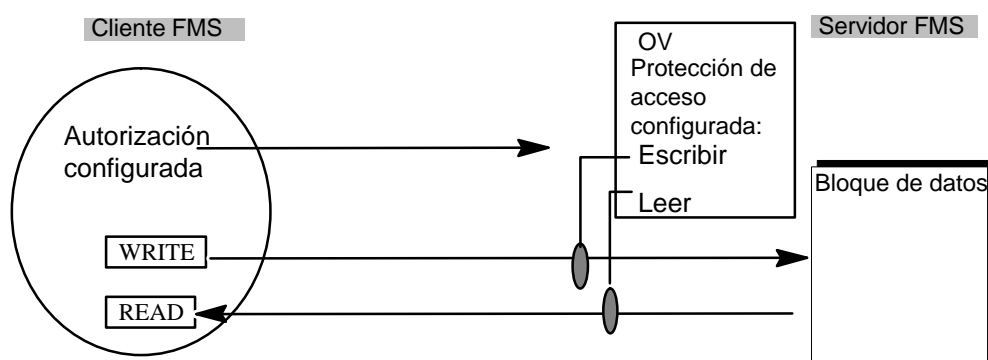 Cliente FMS
Autorización
configurada
WRITE
READ
OV
Protección de
acceso
configurada:
Escribir
Leer
Servidor FMS
Bloque de datos